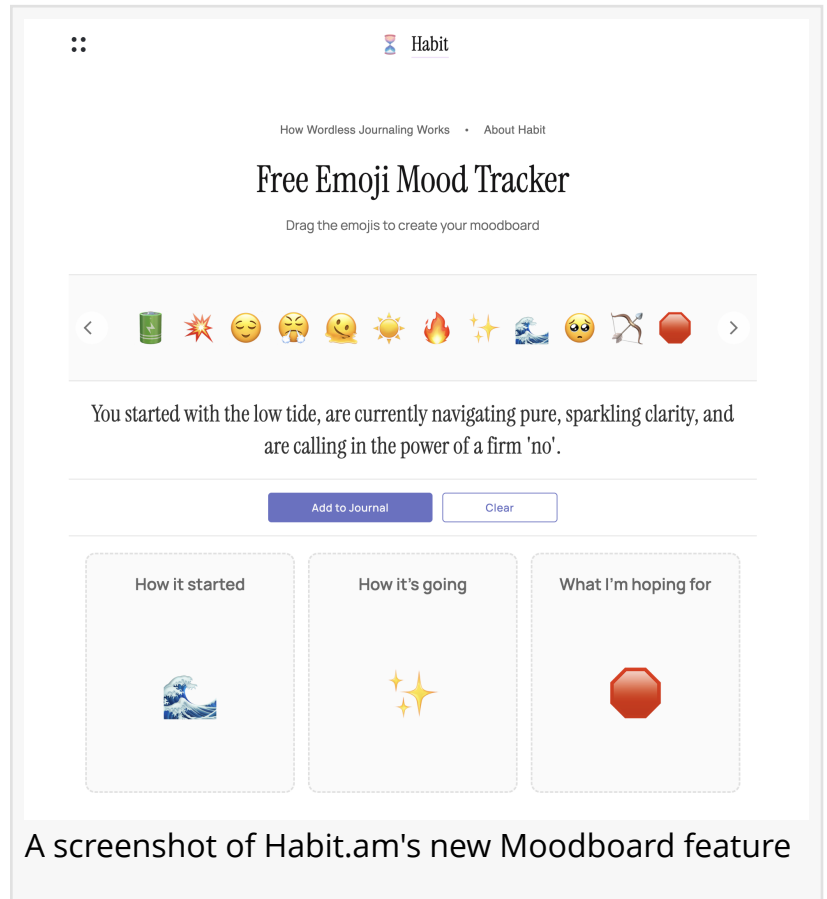 Habit
How Wordless Journaling Works • About Habit
Free Emoji Mood Tracker
Drag the emojis to create your moodboard
You started with the low tide, are currently navigating pure, sparkling clarity, and
are calling in the power of a firm 'no'.
Add to Journal Clear
How it started How it's going What I'm hoping for
A screenshot of Habit.am's new Moodboard feature